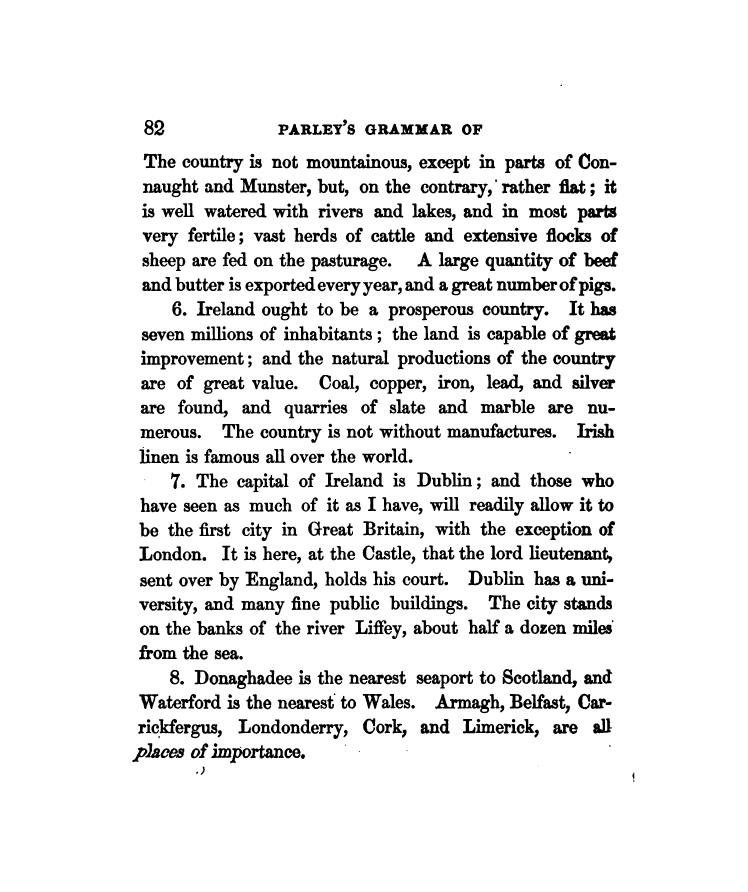 82 PARLEY'S GRAMMAR OF
The country is not mountainous, except in parts of Con-
naught and Munster, but, on the contrary, rather flat; it
is well watered with rivers and lakes, and in most parts
very fertile; vast herds of cattle and extensive flocks of
sheep are fed on the pasturage. A large quantity of beef
and butter is exported every year, and a great number of pigs.
6. Ireland ought to be a prosperous country. It has
seven millions of inhabitants; the land is capable of great
improvement; and the natural productions of the country
are of great value. Coal, copper, iron, lead, and silver
are found, and quarries of slate and marble are nu-
merous. The country is not without manufactures. Irish
linen is famous all over the world.
7. The capital of Ireland is Dublin; and those who
have seen as much of it as I have, will readily allow it to
be the first city in Great Britain, with the exception of
London. It is here, at the Castle, that the lord lieutenant,
sent over by England, holds his court. Dublin has a uni-
versity, and many fine public buildings. The city stands
on the banks of the river Liffey, about half a dozen miles
from the sea.
8. Donaghadee is the nearest seaport to Scotland, and
Waterford is the nearest to Wales. Armagh, Belfast, Car-
rickfergus, Londonderry, Cork, and Limerick, are all
places of importance.